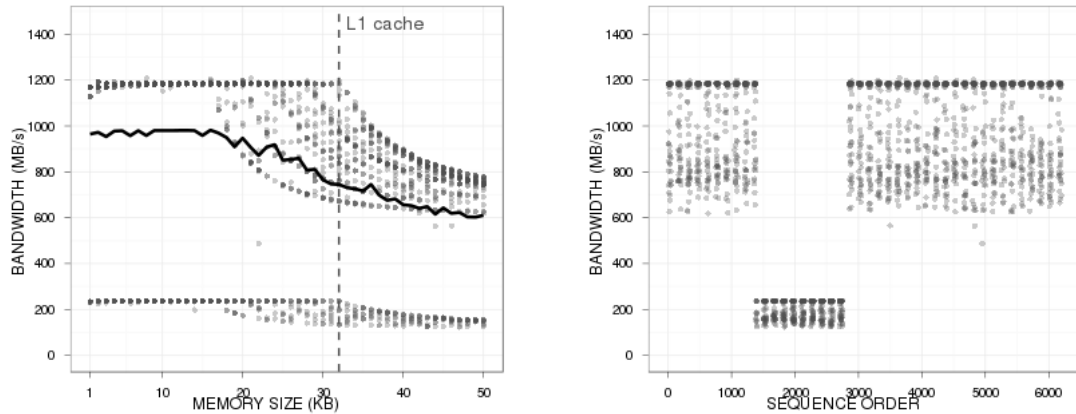 L1 cache
1400
1200
1000
800
600
400
200
0
BANDWIDTH (MB/s)
1 10 20 30 40 50
MEMORY SIZE (KB)
1400
1200
1000
800
600
400
200
0
BANDWIDTH (MB/s)
0 1000 2000 3000 4000 5000 6000
SEQUENCE ORDER